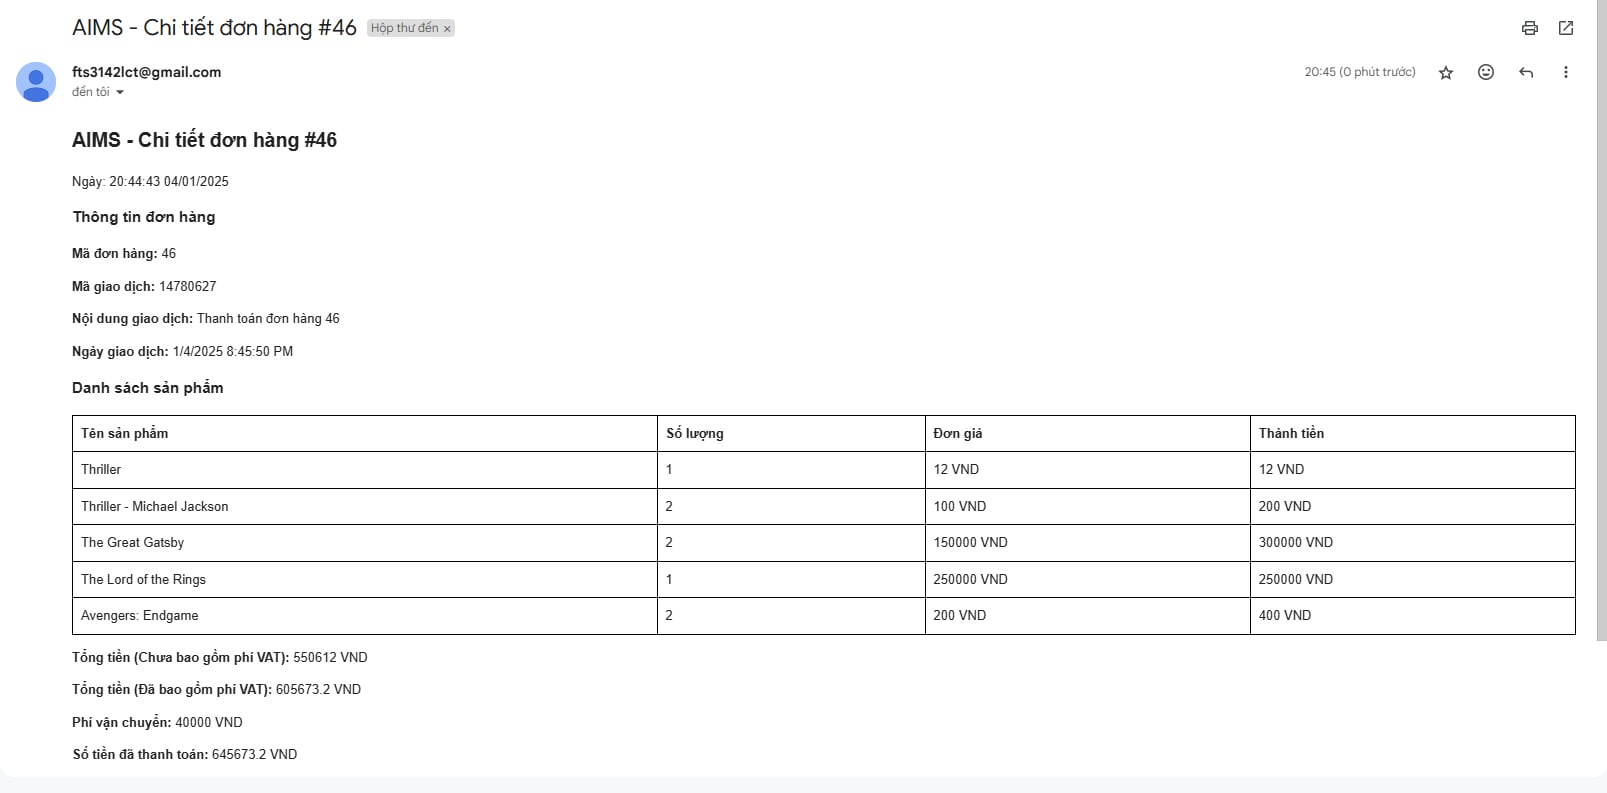 AIMS - Chi tiết đơn hàng #46 Hộp thư đến ×
fts3142lct@gmail.com 20:45 (0 phút trước)
đến tôi
AIMS - Chi tiết đơn hàng #46
Ngày: 20:44:43 04/01/2025
Thông tin đơn hàng
Mã đơn hàng: 46
Mã giao dịch: 14780627
Nội dung giao dịch: Thanh toán đơn hàng 46
Ngày giao dịch: 1/4/2025 8:45:50 PM
Danh sách sản phẩm
Tên sản phẩm Số lượng Đơn giá Thành tiền
Thriller 1 12 VND 12 VND
Thriller - Michael Jackson 2 100 VND 200 VND
The Great Gatsby 2 150000 VND 300000 VND
The Lord of the Rings 1 250000 VND 250000 VND
Avengers: Endgame 2 200 VND 400 VND
Tổng tiền (Chưa bao gồm phí VAT): 550612 VND
Tổng tiền (Đã bao gồm phí VAT): 605673.2 VND
Phí vận chuyển: 40000 VND
Số tiền đã thanh toán: 645673.2 VND